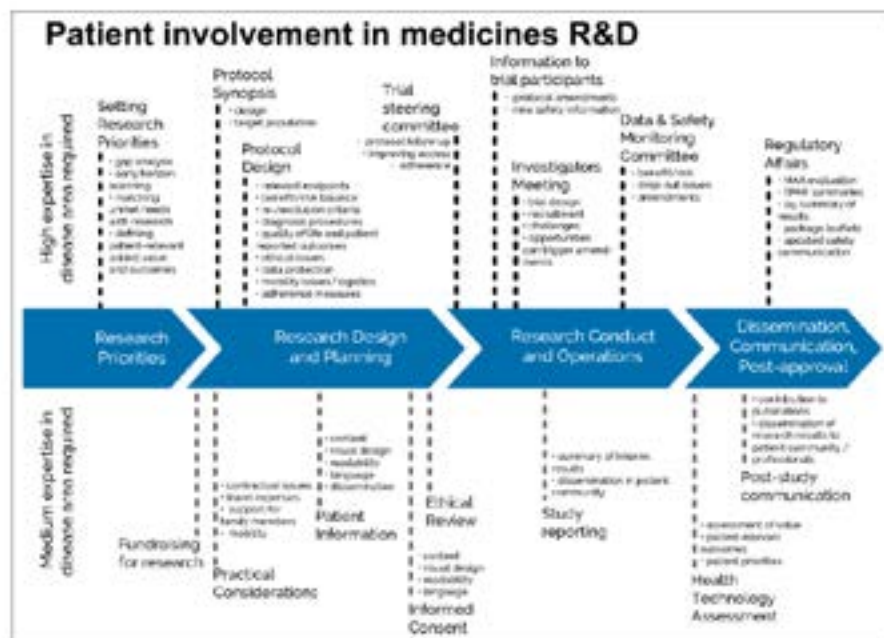 Patient involvement in medicines R&D
High expertise in
disease area required
Setting
Research
Priorities
• gap analysis
• early horizon
scanning
• matching
unmet needs
with research
• defining
patient-relevant
added value
and outcomes
Protocol
Synopsis
• design
• target population
Protocol
Design
• relevant endpoints
• benefit/risk balance
• in-/exclusion criteria
• diagnostic procedures
• quality of life and patient
reported outcomes
• ethical issues
• data protection
• mobility issues/logistics
• adherence measures
Trial
steering
committee
• protocol follow up
• improving access
• adherence
Information to
trial participants
• protocol amendments
• new safety information
Investigators
Meeting
• trial design
• recruitment
• challenges
• opportunities
can trigger amend-
ments
Data & Safety
Monitoring
Committee
• benefit/risk
• drop out issues
• amendments
Regulatory
Affairs
• MAA evaluation
• EPAR summaries
• lay summary of
results
• package leaflets
• updated safety
communication
Research
Priorities
Research Design
and Planning
Research Conduct
and Operations
Dissemination,
Communication,
Post-approval
Medium expertise in
disease area required
Fundraising
for research
• contractual issues
• travel expenses
• support for
family members
• mobility
Practical
Considerations
• content
• visual design
• readability
• language
• dissemination
Patient
Information
• content
• visual design
• readability
• language
Informed
Consent
Ethical
Review
• summary of interim
results
• dissemination in patient
community
Study
reporting
• contribution to
publications
• dissemination of
research results to
patient community /
professionals
Post-study
communication
• assessment of value
• patient relevant
outcomes
• patient priorities
Health
Technology
Assessment